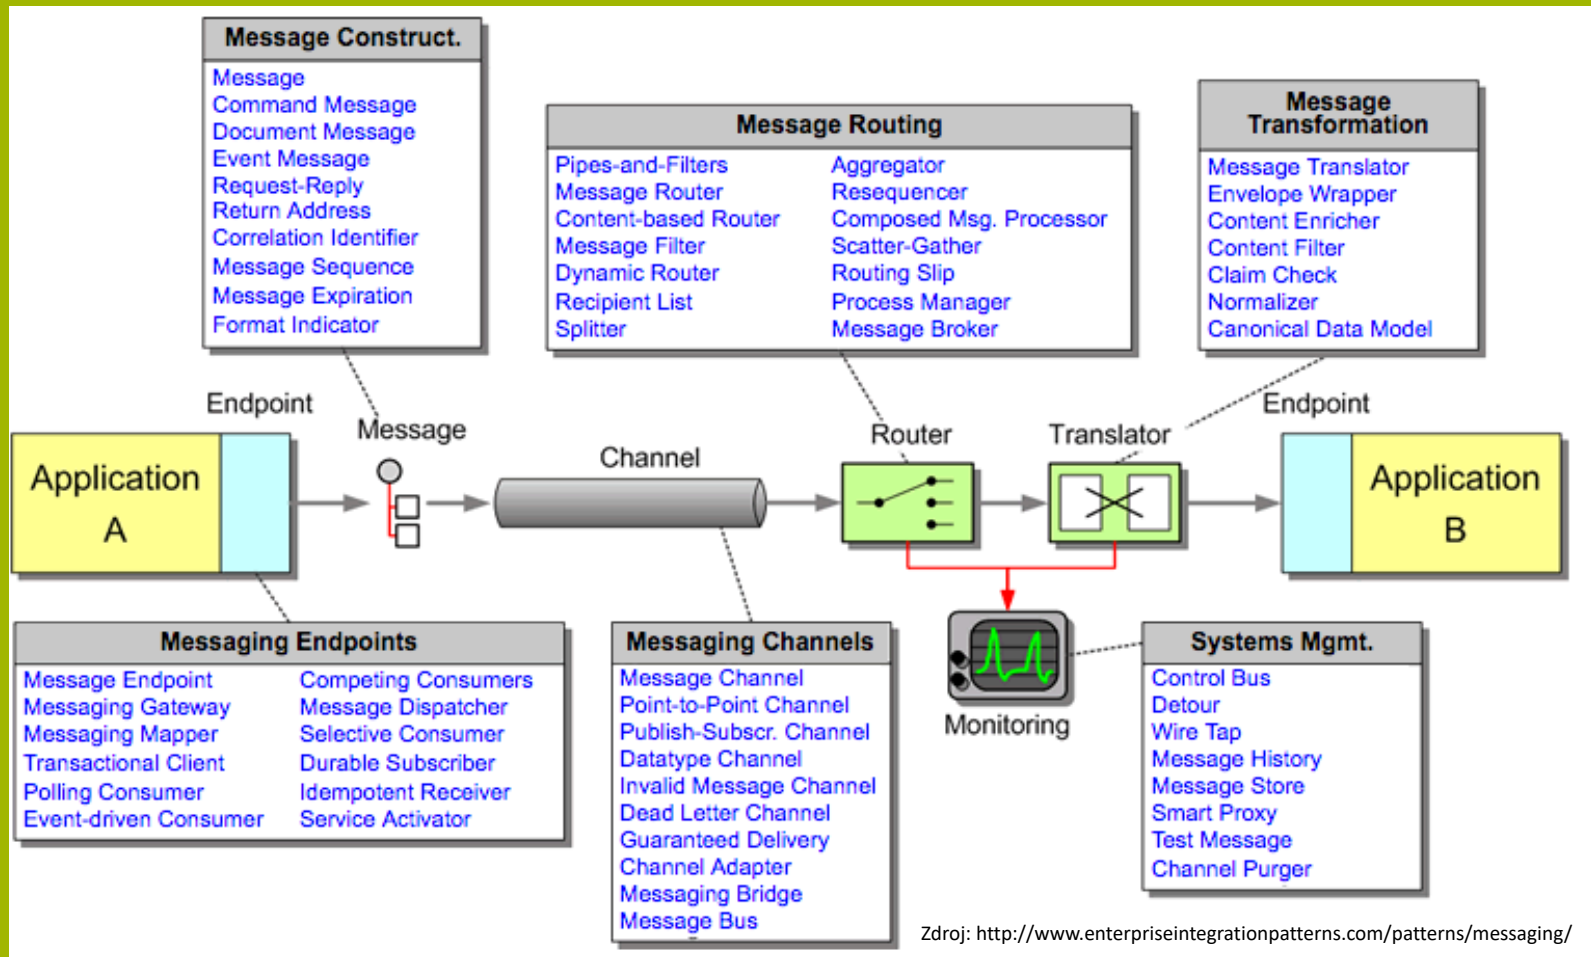 Message Construct.
Message
Command Message
Document Message
Event Message
Request-Reply
Return Address
Correlation Identifier
Message Sequence
Message Expiration
Format Indicator
Message Routing
Pipes-and-Filters
Message Router
Content-based Router
Message Filter
Dynamic Router
Recipient List
Splitter
Aggregator
Resequencer
Composed Msg. Processor
Scatter-Gather
Routing Slip
Process Manager
Message Broker
Message
Transformation
Message Translator
Envelope Wrapper
Content Enricher
Content Filter
Claim Check
Normalizer
Canonical Data Model
Endpoint
Message
Channel
Router
Translator
Endpoint
Application
A
Application
B
Messaging Endpoints
Message Endpoint
Messaging Gateway
Messaging Mapper
Transactional Client
Polling Consumer
Event-driven Consumer
Competing Consumers
Message Dispatcher
Selective Consumer
Durable Subscriber
Idempotent Receiver
Service Activator
Messaging Channels
Message Channel
Point-to-Point Channel
Publish-Subscr. Channel
Datatype Channel
Invalid Message Channel
Dead Letter Channel
Guaranteed Delivery
Channel Adapter
Messaging Bridge
Message Bus
Monitoring
Systems Mgmt.
Control Bus
Detour
Wire Tap
Message History
Message Store
Smart Proxy
Test Message
Channel Purger
Zdroj: http://www.enterpriseintegrationpatterns.com/patterns/messaging/